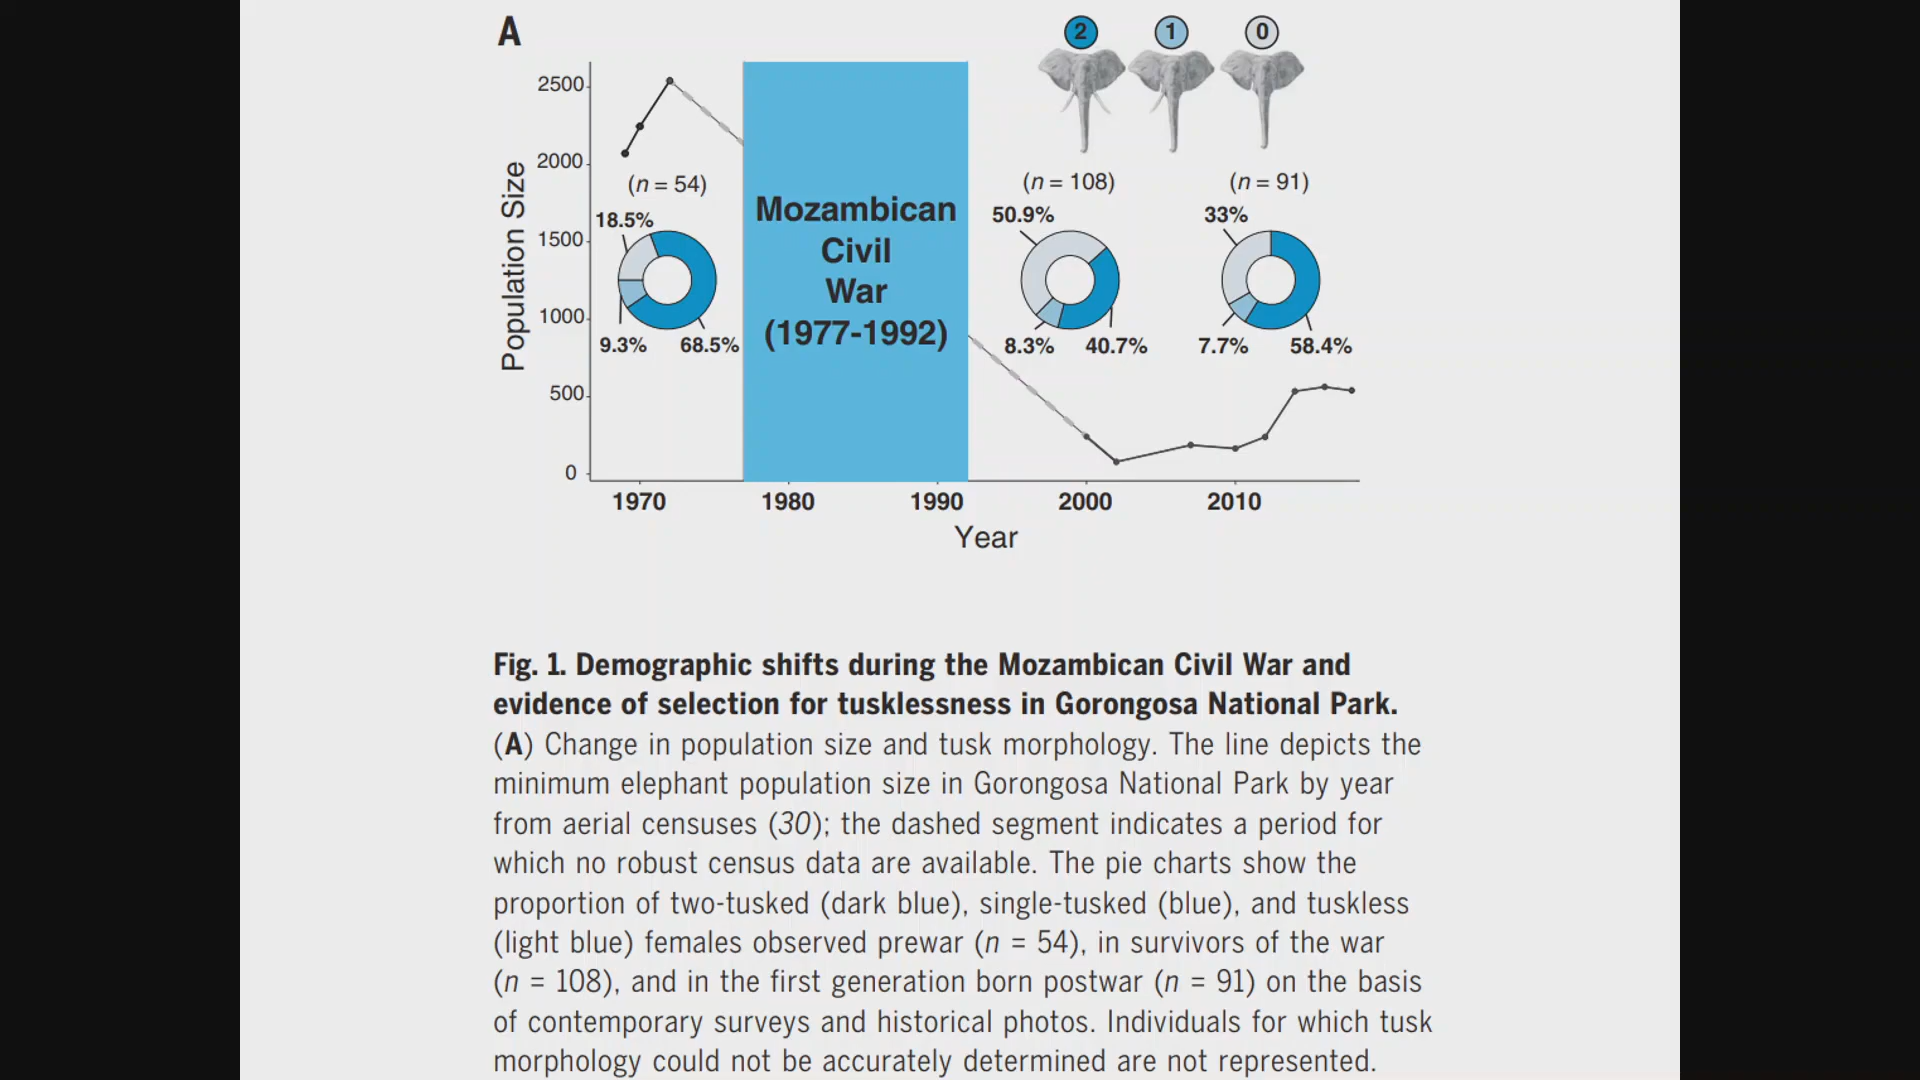 A
2 1 0
2500
2000
1500
1000
500
0
Population Size
(n = 54)
18.5%
9.3% 68.5%
Mozambican
Civil
War
(1977-1992)
(n = 108)
50.9%
8.3% 40.7%
(n = 91)
33%
7.7% 58.4%
1970 1980 1990 2000 2010
Year
Fig. 1. Demographic shifts during the Mozambican Civil War and
evidence of selection for tusklessness in Gorongosa National Park.
(A) Change in population size and tusk morphology. The line depicts the
minimum elephant population size in Gorongosa National Park by year
from aerial censuses (30); the dashed segment indicates a period for
which no robust census data are available. The pie charts show the
proportion of two-tusked (dark blue), single-tusked (blue), and tuskless
(light blue) females observed prewar (n = 54), in survivors of the war
(n = 108), and in the first generation born postwar (n = 91) on the basis
of contemporary surveys and historical photos. Individuals for which tusk
morphology could not be accurately determined are not represented.